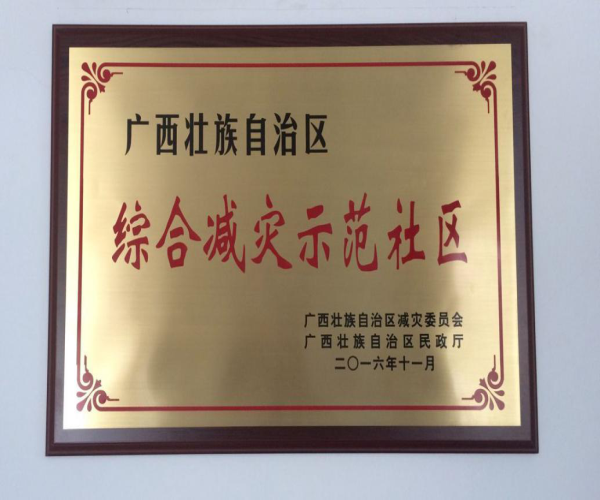 广西壮族自治区
综合减灾示范社区
广西壮族自治区减灾委员会
广西壮族自治区民政厅
二〇一六年十一月